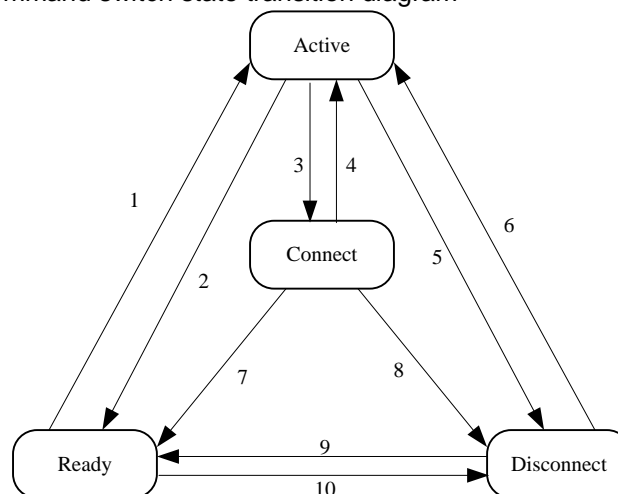 mmand switch state transition diagram
Active
3
4
1
6
Connect
5
2
7
8
9
Ready
Disconnect
10